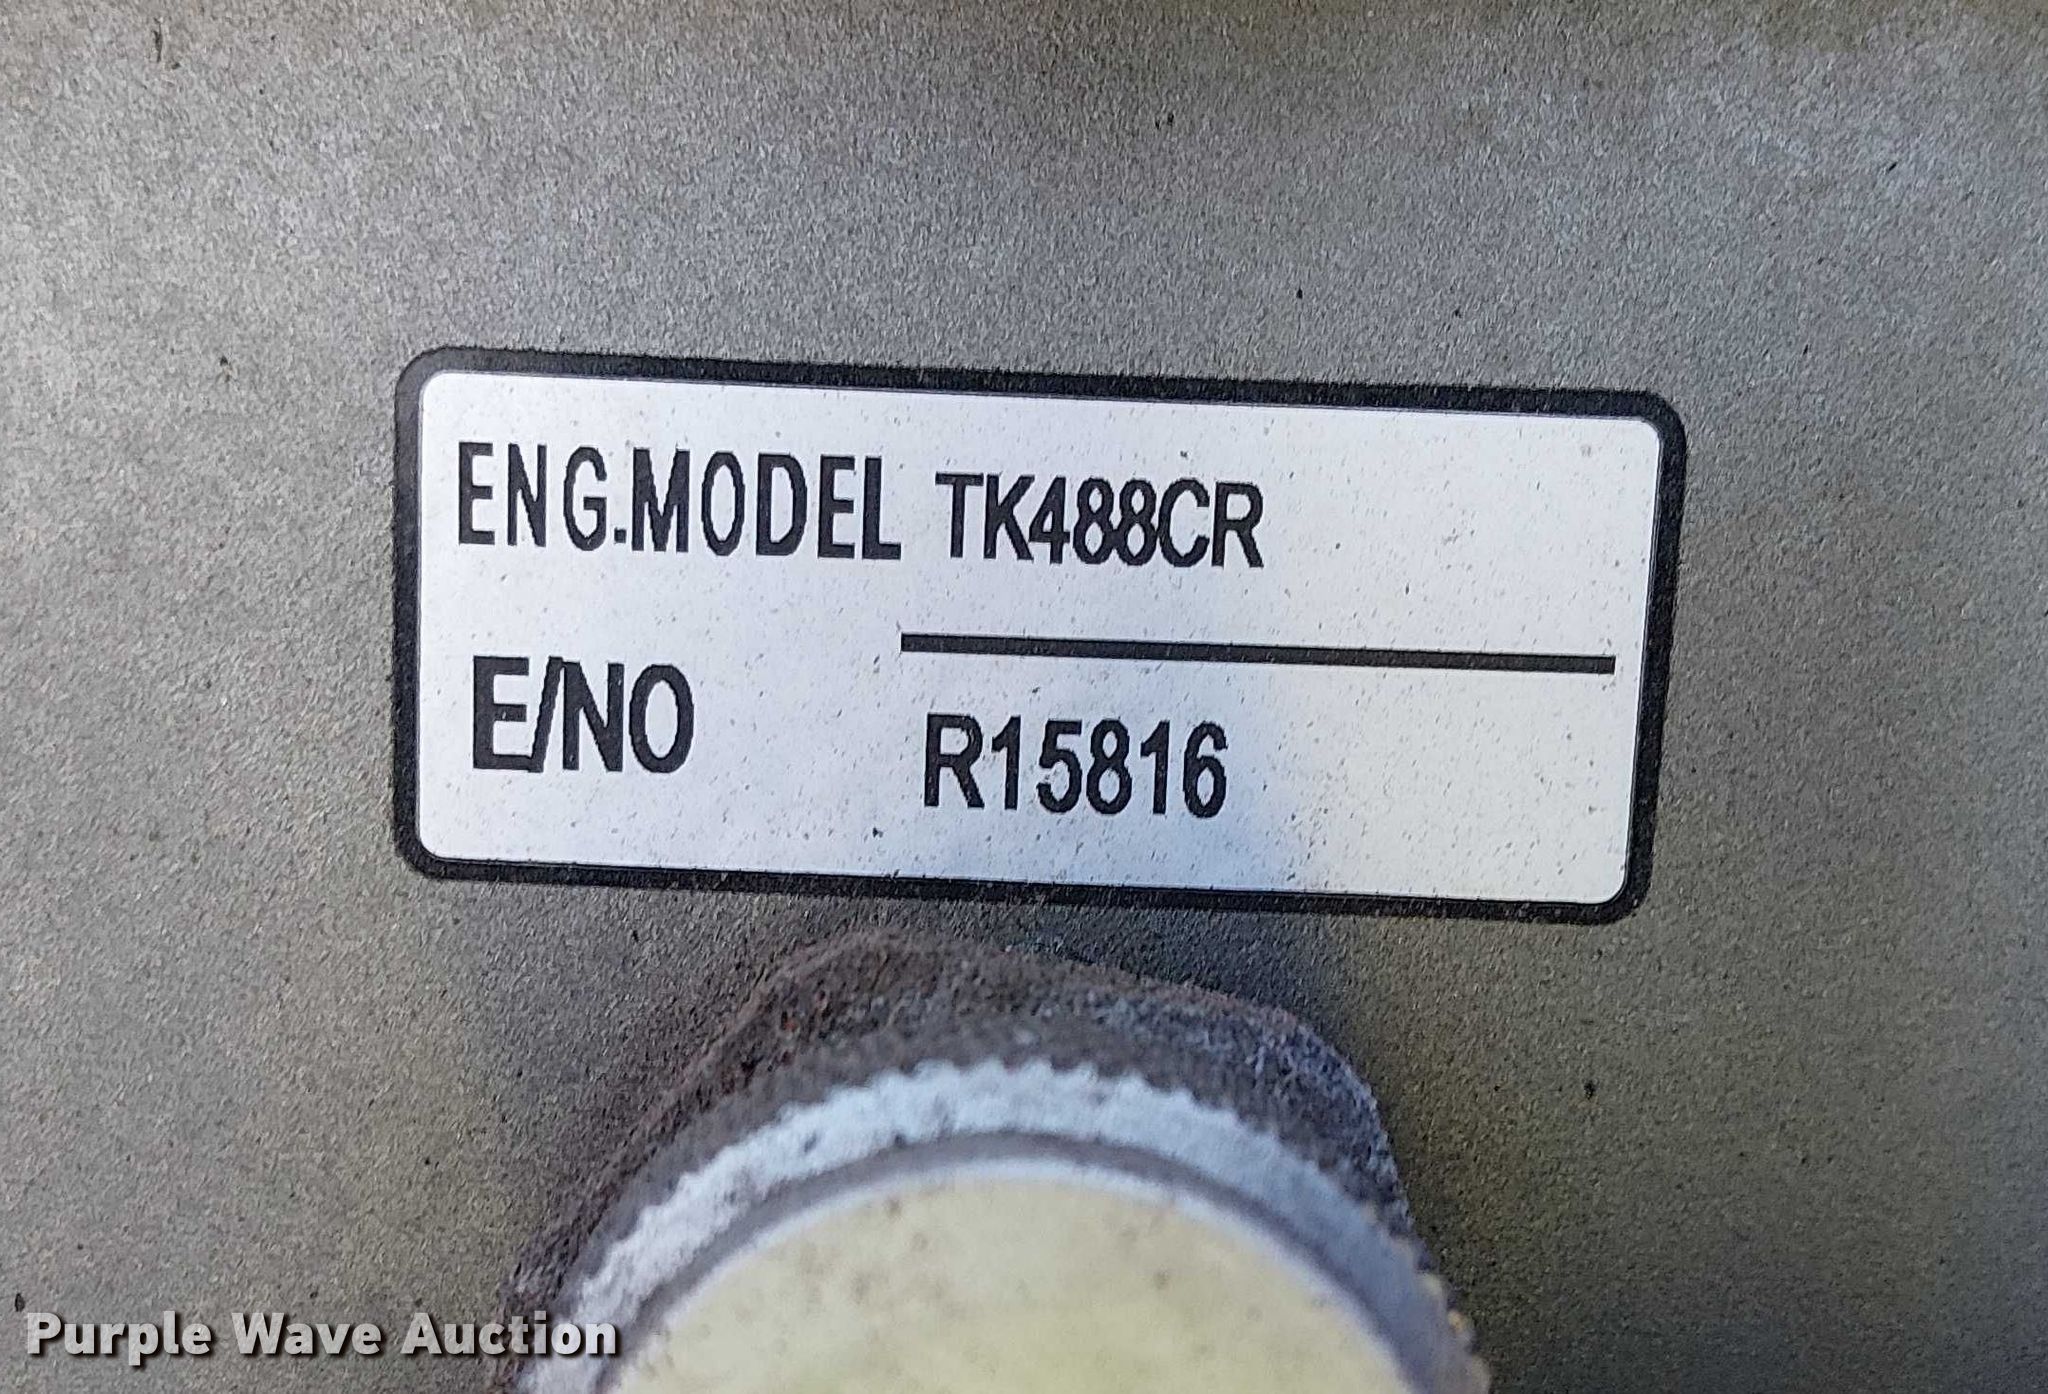 ENG.MODEL TK488CR
E/NO R15816
Purple Wave Auction